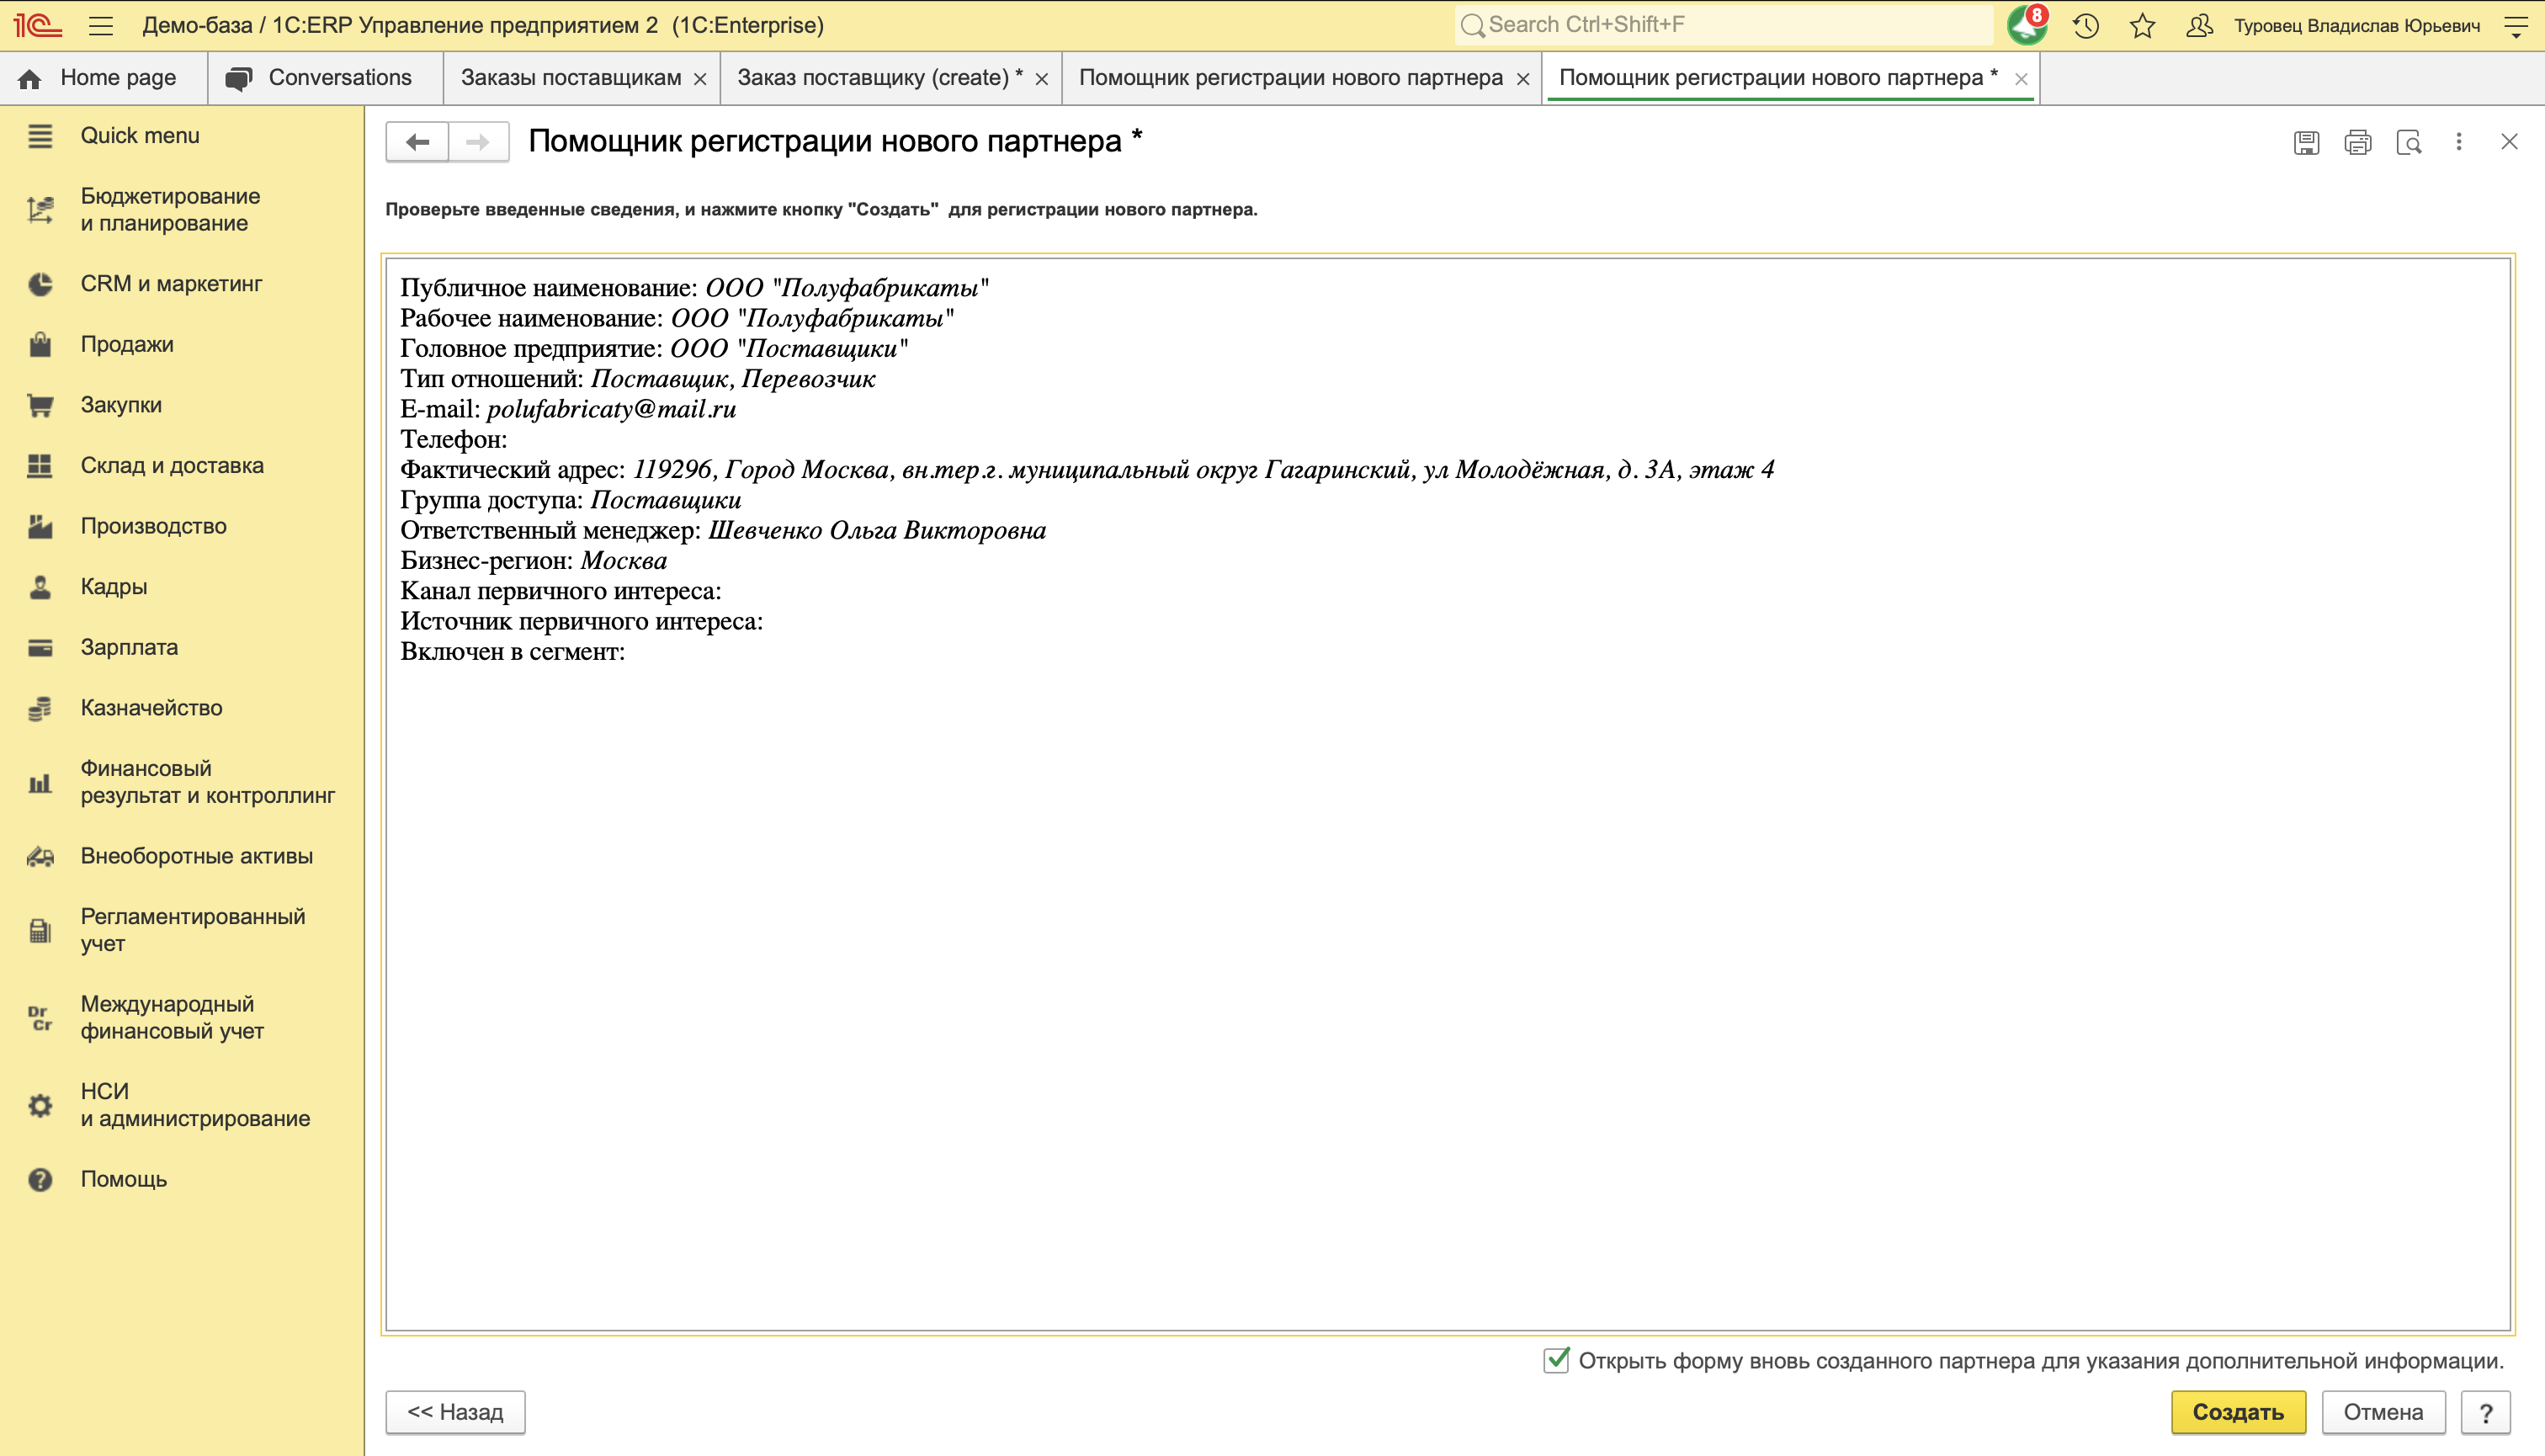 1С Демо-база / 1С:ERP Управление предприятием 2 (1C:Enterprise) Search Ctrl+Shift+F 8 Туровец Владислав Юрьевич
Home page Conversations Заказы поставщикам Заказ поставщику (create) * Помощник регистрации нового партнера Помощник регистрации нового партнера *
Quick menu
Бюджетирование
и планирование
CRM и маркетинг
Продажи
Закупки
Склад и доставка
Производство
Кадры
Зарплата
Казначейство
Финансовый
результат и контроллинг
Внеоборотные активы
Регламентированный
учет
Dr
Cr
Международный
финансовый учет
НСИ
и администрирование
Помощь
Помощник регистрации нового партнера *
Проверьте введенные сведения, и нажмите кнопку "Создать" для регистрации нового партнера.
Публичное наименование: ООО "Полуфабрикаты"
Рабочее наименование: ООО "Полуфабрикаты"
Головное предприятие: ООО "Поставщики"
Тип отношений: Поставщик, Перевозчик
E-mail: polufabricaty@mail.ru
Телефон:
Фактический адрес: 119296, Город Москва, вн.тер.г. муниципальный округ Гагаринский, ул Молодёжная, д. 3А, этаж 4
Группа доступа: Поставщики
Ответственный менеджер: Шевченко Ольга Викторовна
Бизнес-регион: Москва
Канал первичного интереса:
Источник первичного интереса:
Включен в сегмент:
Открыть форму вновь созданного партнера для указания дополнительной информации.
<< Назад Создать Отмена ?